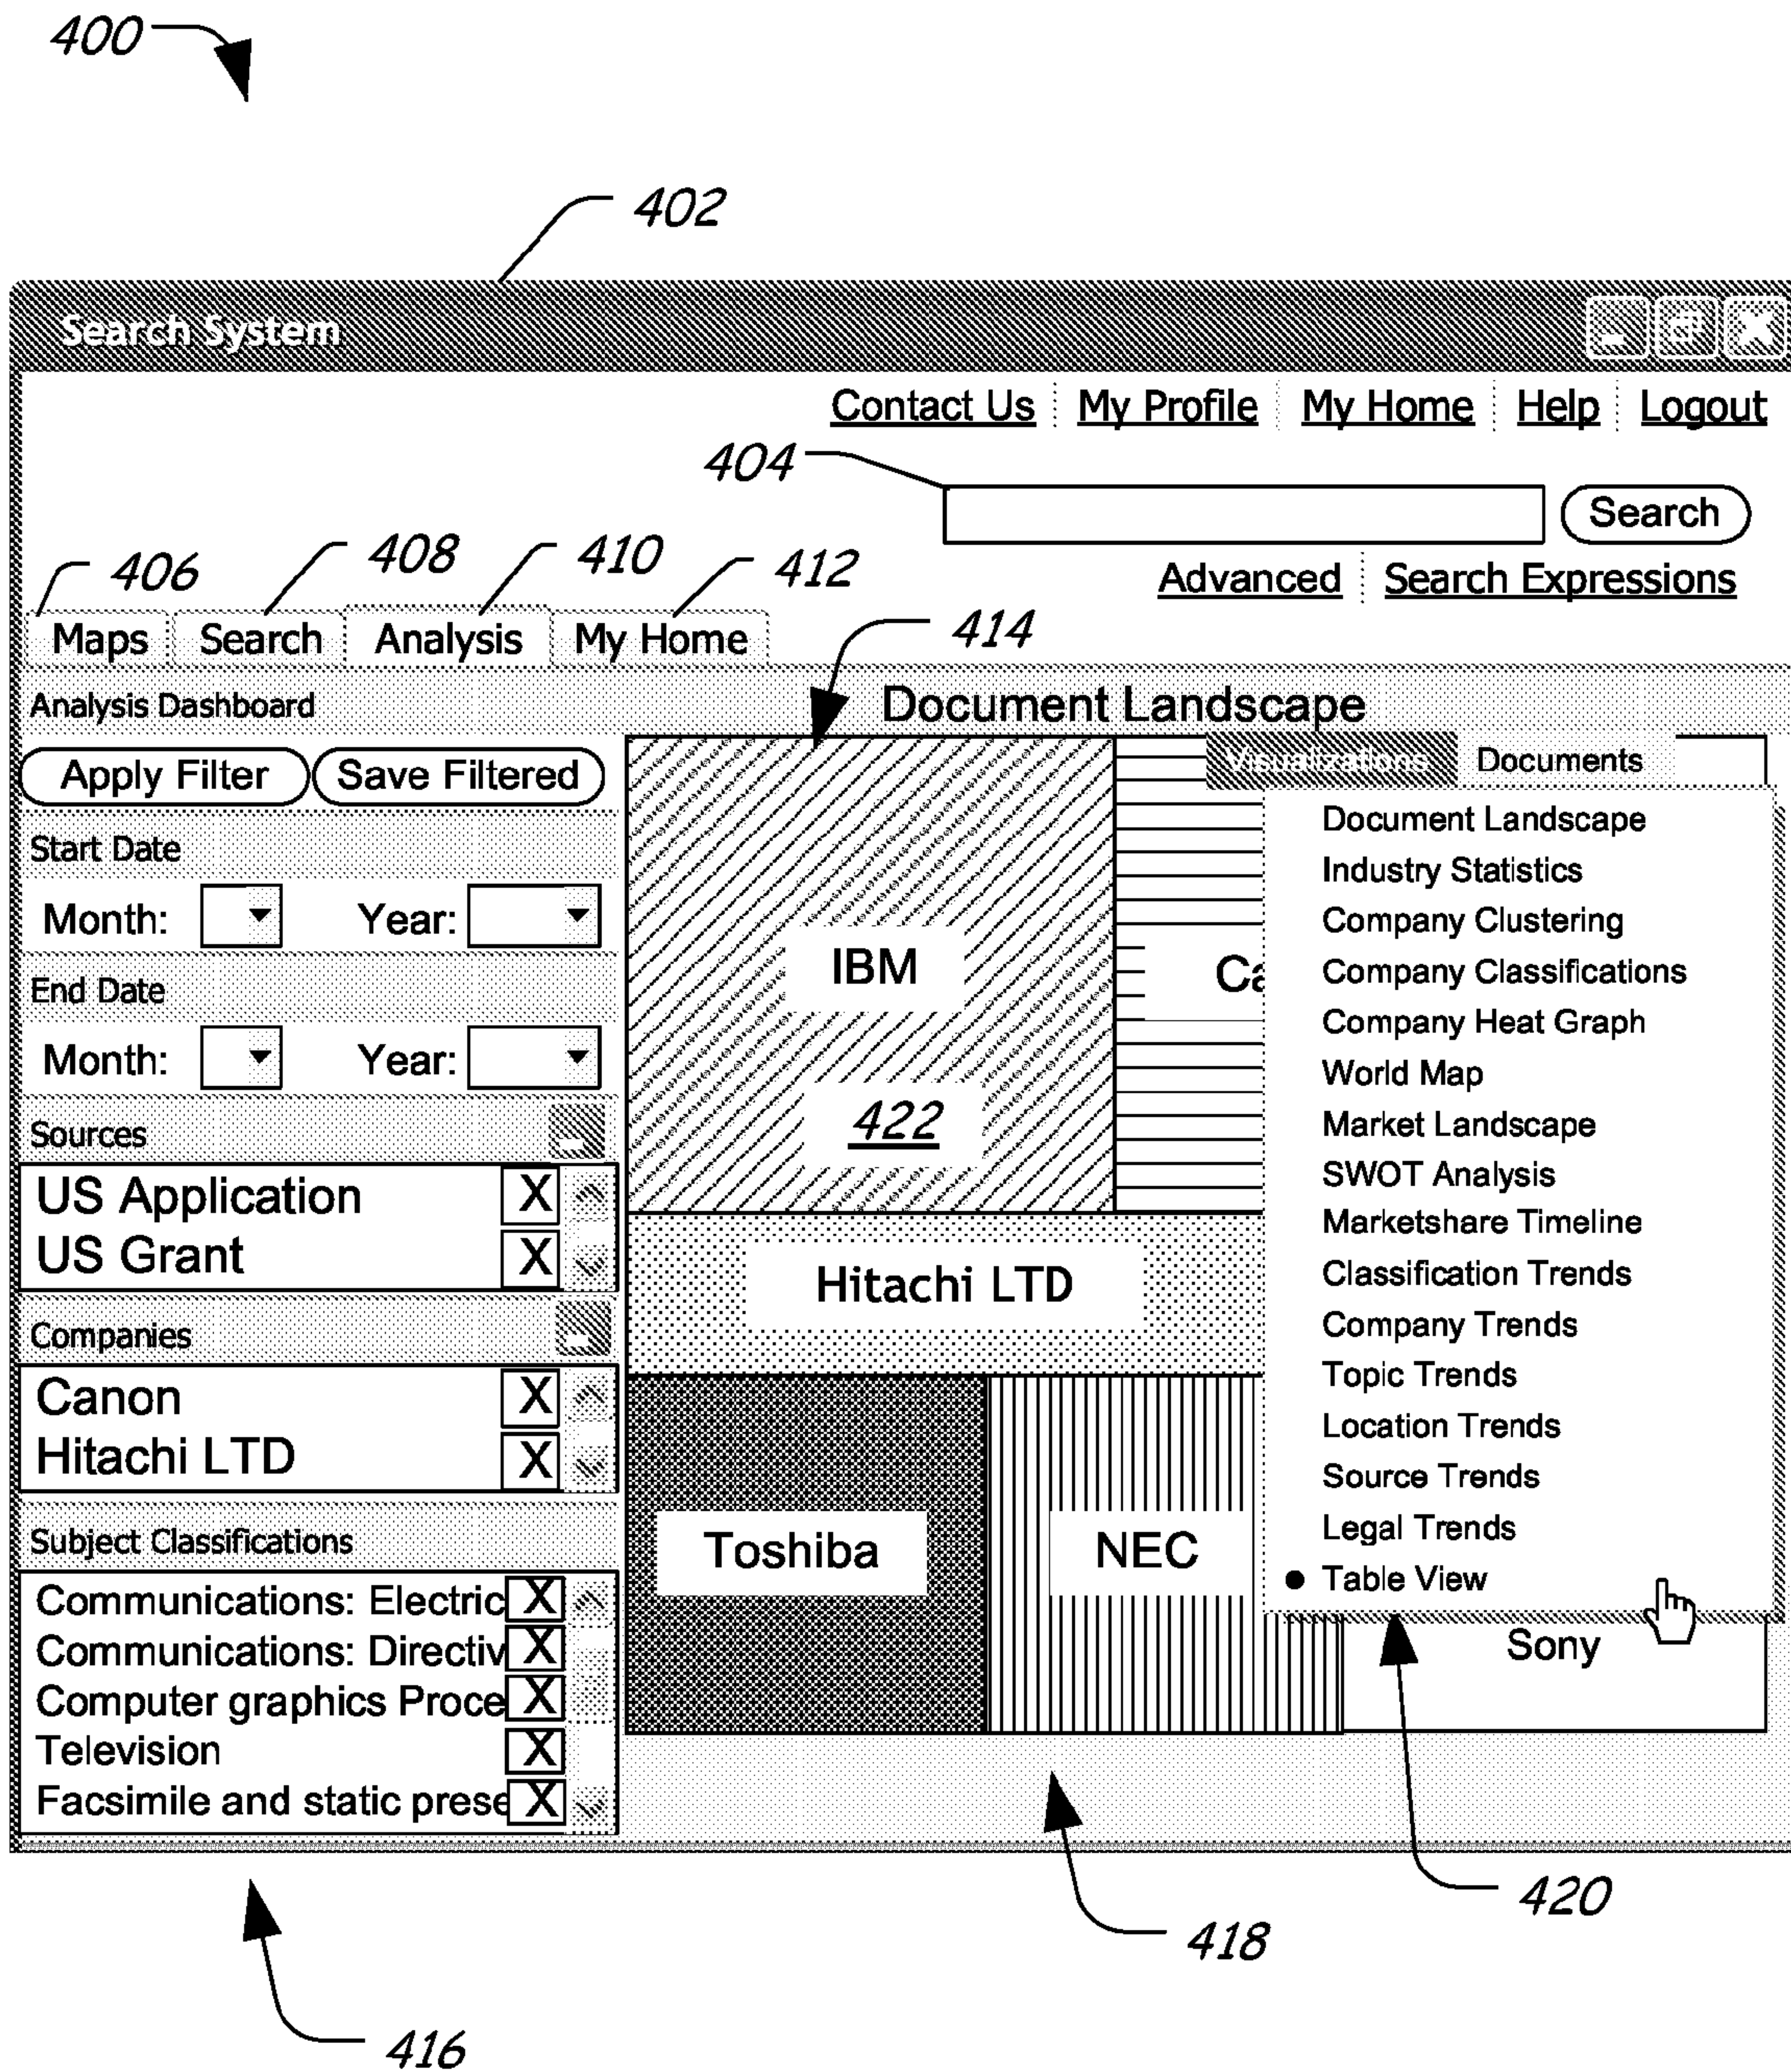 400
402
Search System
Contact Us My Profile My Home Help Logout
404
Search
406 408 410 412
Advanced Search Expressions
Maps Search Analysis My Home
414
Analysis Dashboard
Document Landscape
Apply Filter Save Filtered
Visualizations Documents
Start Date
Month: Year:
End Date
Month: Year:
Sources
US Application X
US Grant X
Companies
Canon X
Hitachi LTD X
Subject Classifications
Communications: Electric X
Communications: Directiv X
Computer graphics Proce X
Television X
Facsimile and static prese X
IBM
422
Ca
Hitachi LTD
Toshiba
NEC
Sony
Document Landscape
Industry Statistics
Company Clustering
Company Classifications
Company Heat Graph
World Map
Market Landscape
SWOT Analysis
Marketshare Timeline
Classification Trends
Company Trends
Topic Trends
Location Trends
Source Trends
Legal Trends
● Table View
420
418
416